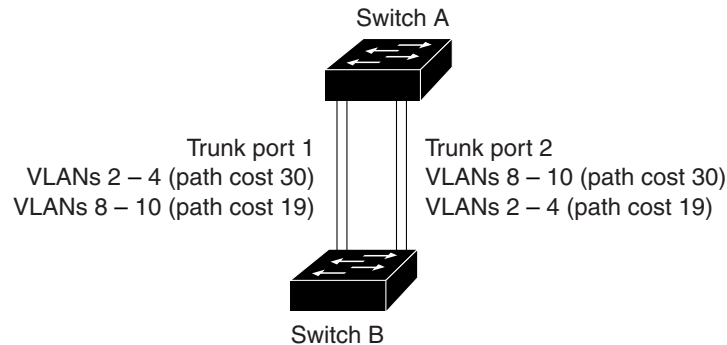 Switch A
Trunk port 1
VLANs 2 – 4 (path cost 30)
VLANs 8 – 10 (path cost 19)
Trunk port 2
VLANs 8 – 10 (path cost 30)
VLANs 2 – 4 (path cost 19)
Switch B